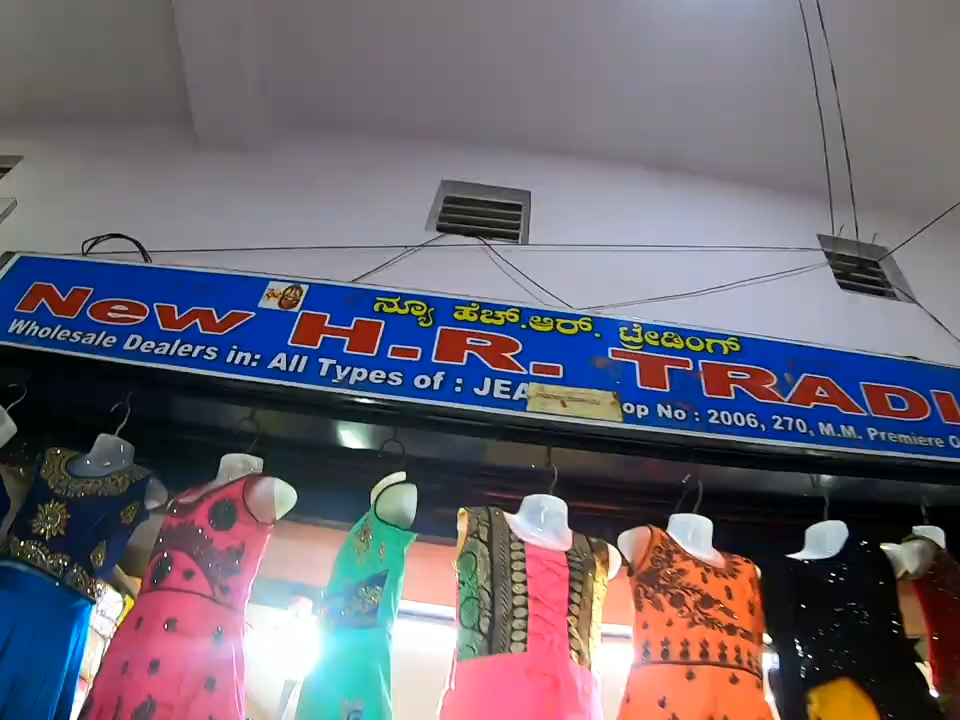 ನ್ಯೂ ಹೆಚ್.ಆರ್. ಟ್ರೇಡಿಂಗ್
New H.R. TRADI
Wholesale Dealers in: All Types of : JEA
op No : 2006, 270, M.M. Premiere